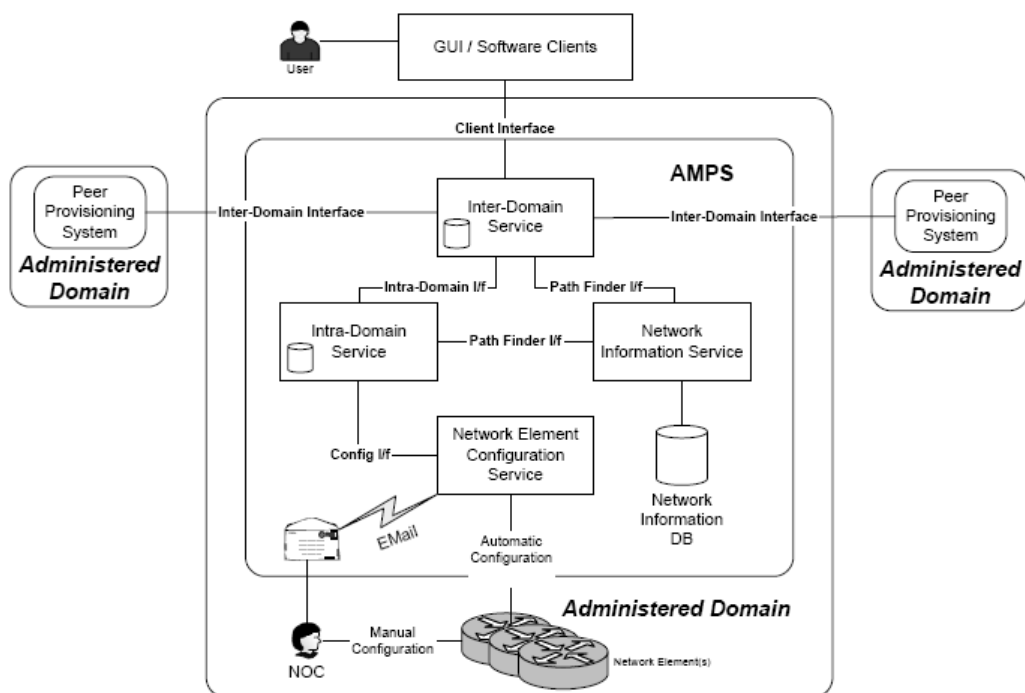 GUI / Software Clients
User
Client Interface
AMPS
Peer
Provisioning
System
Administered
Domain
Inter-Domain Interface
Inter-Domain
Service
Inter-Domain Interface
Peer
Provisioning
System
Administered
Domain
Intra-Domain I/f
Path Finder I/f
Intra-Domain
Service
Path Finder I/f
Network
Information Service
Config I/f
Network Element
Configuration
Service
Network
Information
DB
EMail
Automatic
Configuration
Administered Domain
NOC
Manual
Configuration
Network Element(s)